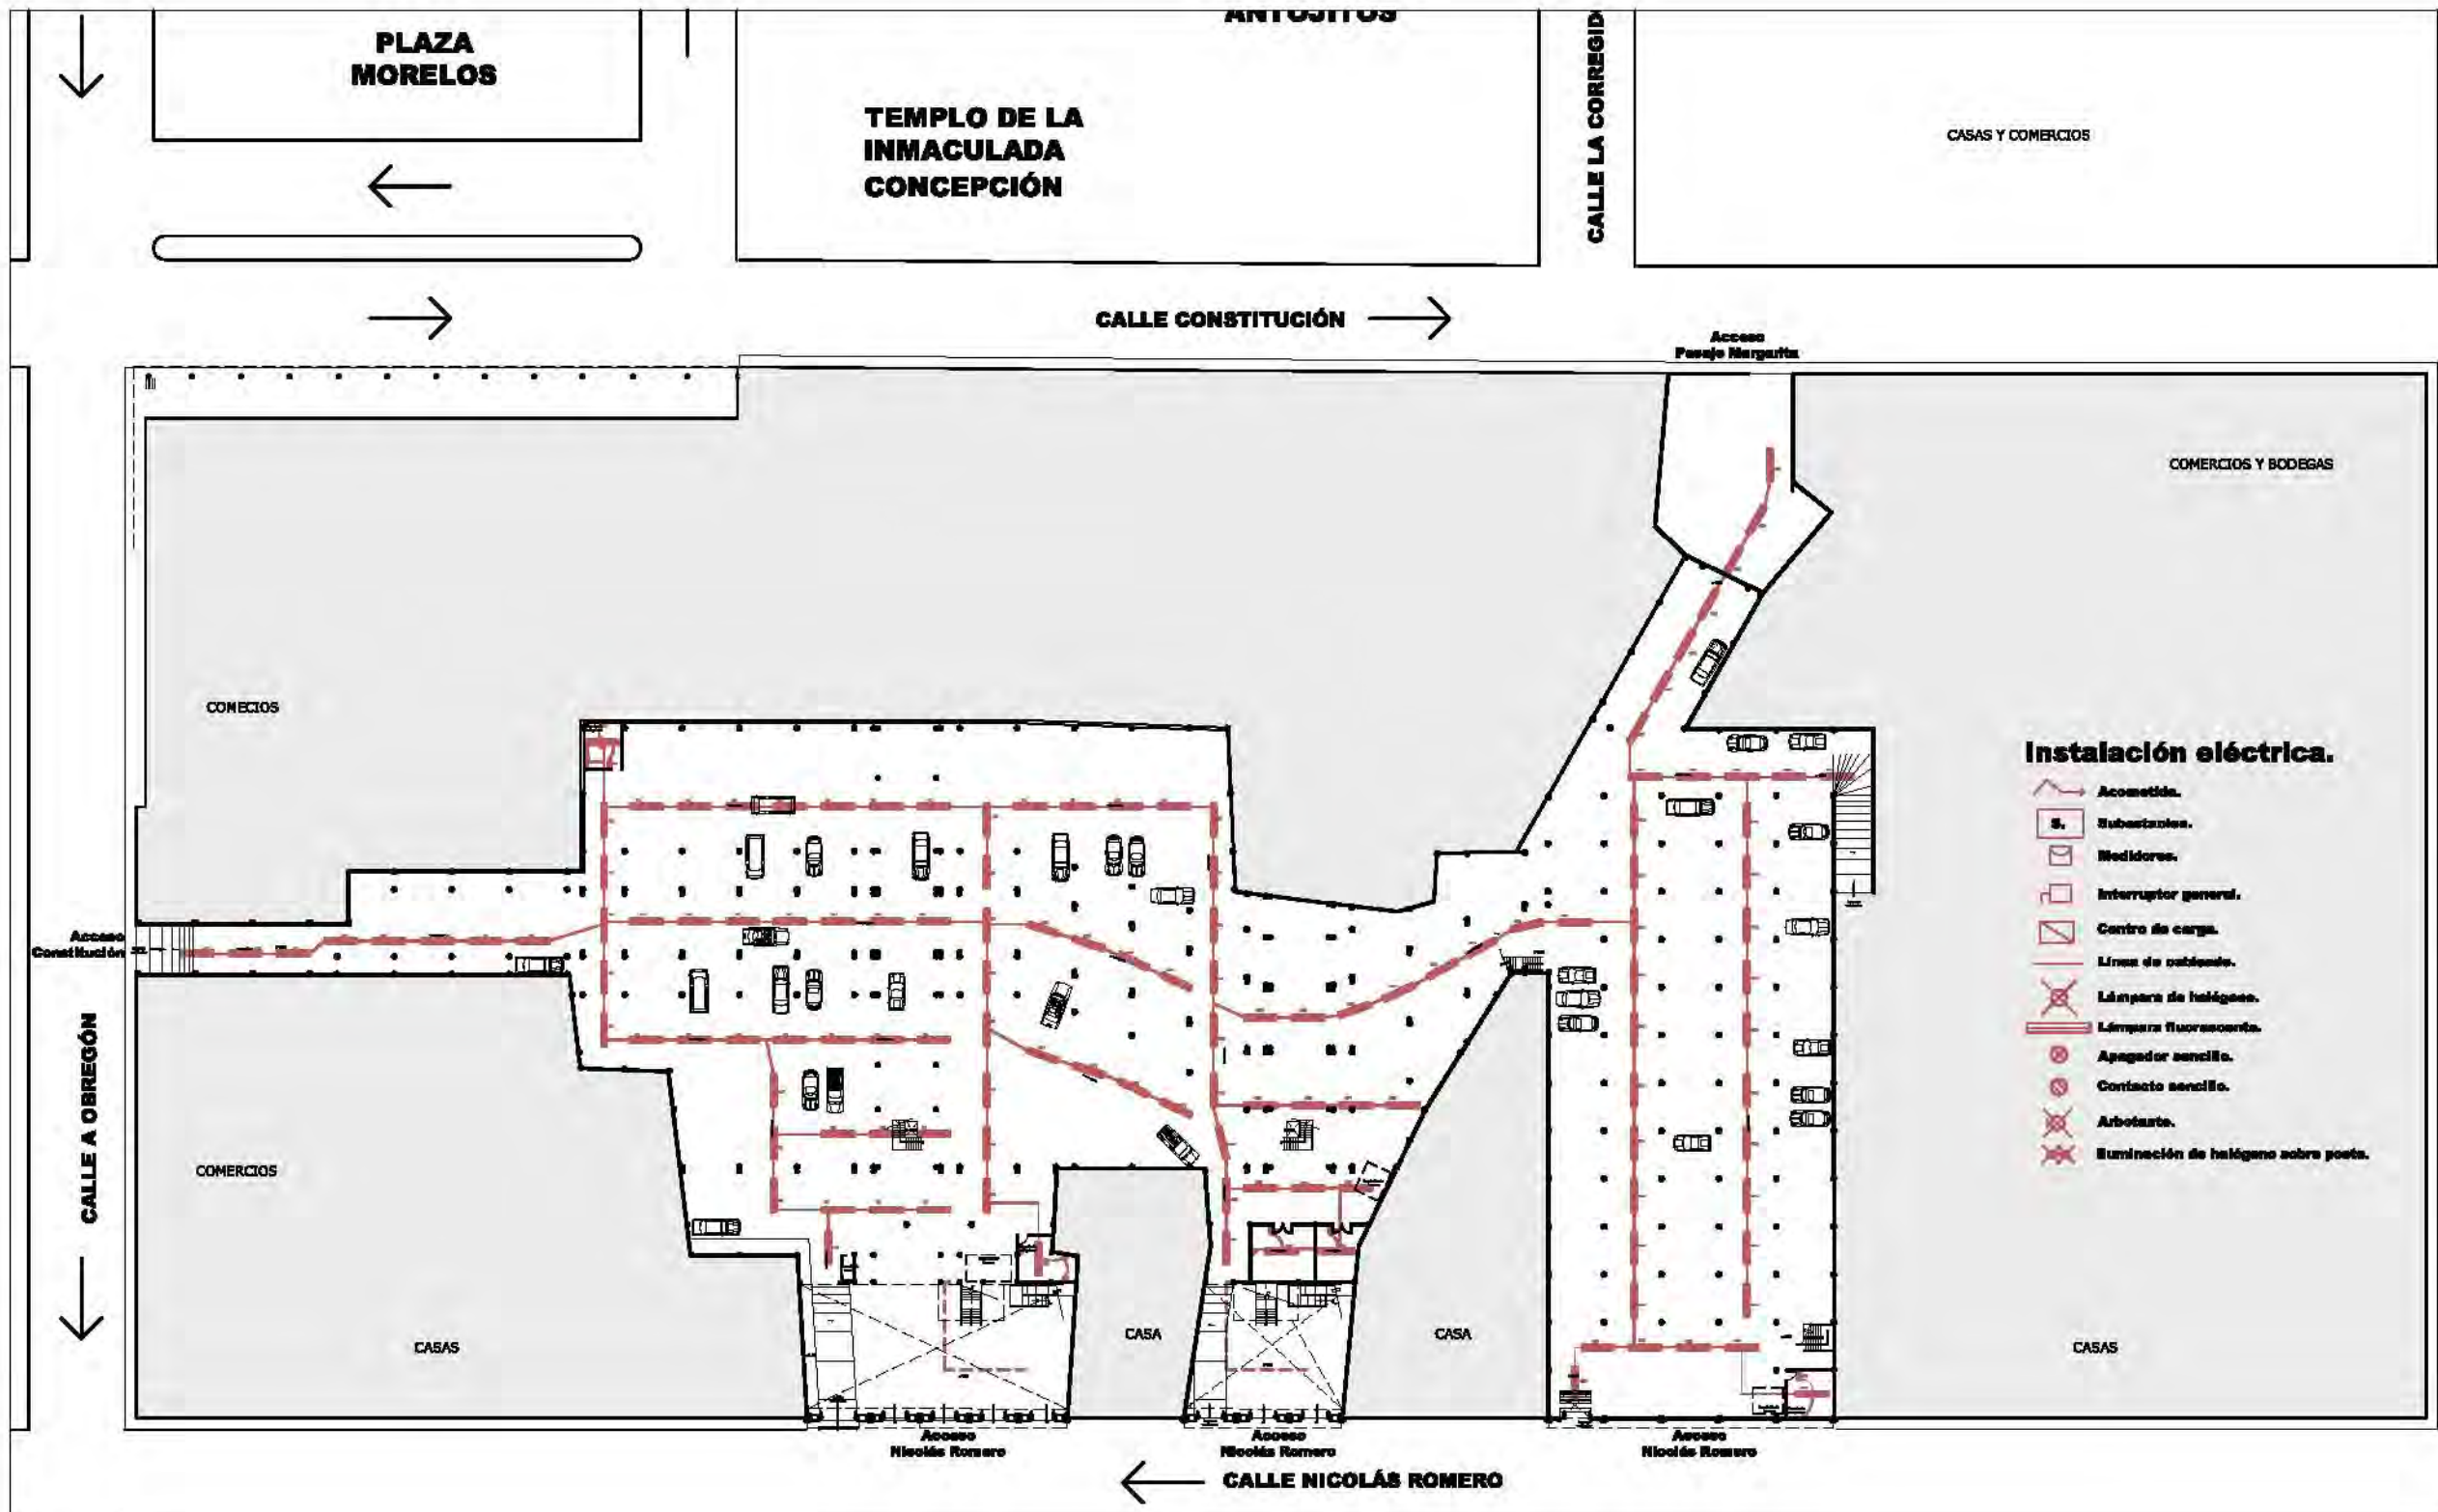 ANTOJITOS
PLAZA
MORELOS
TEMPLO DE LA
INMACULADA
CONCEPCIÓN
CALLE LA CORREGID
CASAS Y COMERCIOS
CALLE CONSTITUCIÓN
Acceso
Pasaje Margarita
COMERCIOS Y BODEGAS
COMECIOS
Instalación eléctrica.
Acometida.
S.
Subestacion.
Medidores.
Interruptor general.
Centro de carga.
Línea de cableado.
Lámpara de halógeno.
Lámpara fluorescente.
Apagador sencillo.
Contacto sencillo.
Arbotante.
Iluminación de halógeno sobre poste.
Acceso
Constitución
CALLE A OBREGÓN
COMERCIOS
CASAS
CASA
CASA
CASAS
Acceso
Nicolás Romero
Acceso
Nicolás Romero
Acceso
Nicolás Romero
CALLE NICOLÁS ROMERO